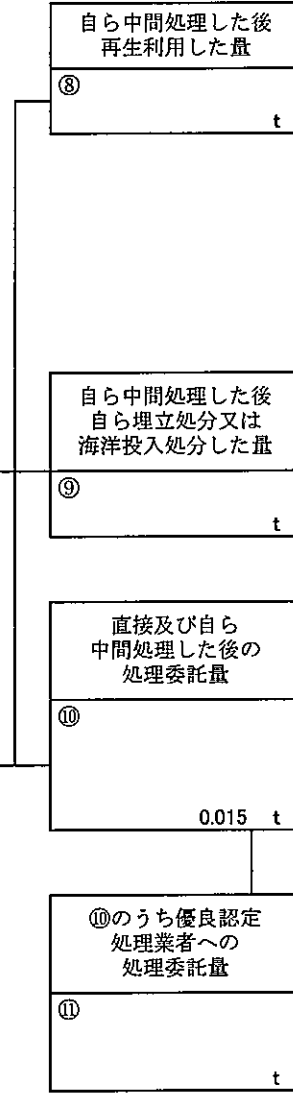 自ら中間処理した後
再生利用した量
⑧
t
自ら中間処理した後
自ら埋立処分又は
海洋投入処分した量
⑨
t
直接及び自ら
中間処理した後の
処理委託量
⑩
0.015 t
⑩のうち優良認定
処理業者への
処理委託量
⑪
t